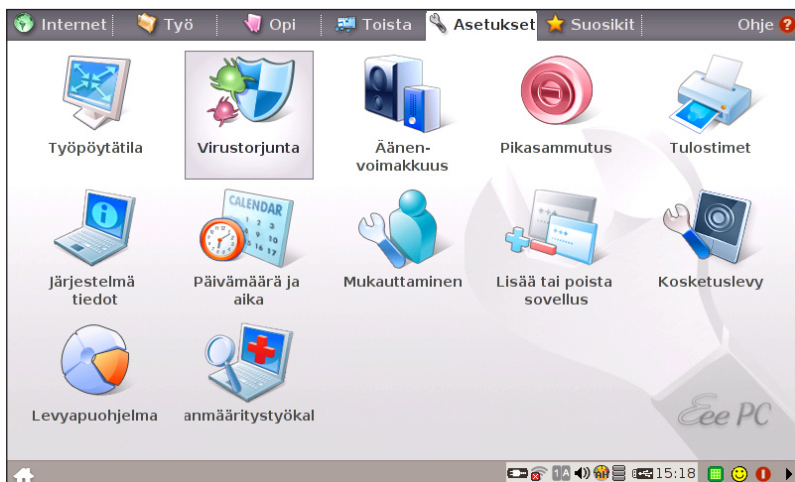 Internet
Työ
Opi
Toista
Asetukset
Suosikit
Ohje
Työpöytätila
Virustorjunta
Äänen-
voimakkuus
Pikasammutus
Tulostimet
CALENDAR
Järjestelmä
tiedot
Päivämäärä ja
aika
Mukauttaminen
Lisää tai poista
sovellus
Kosketuslevy
Levyapuohjelma
anmääritystyökal
Eee PC
1A
15:18